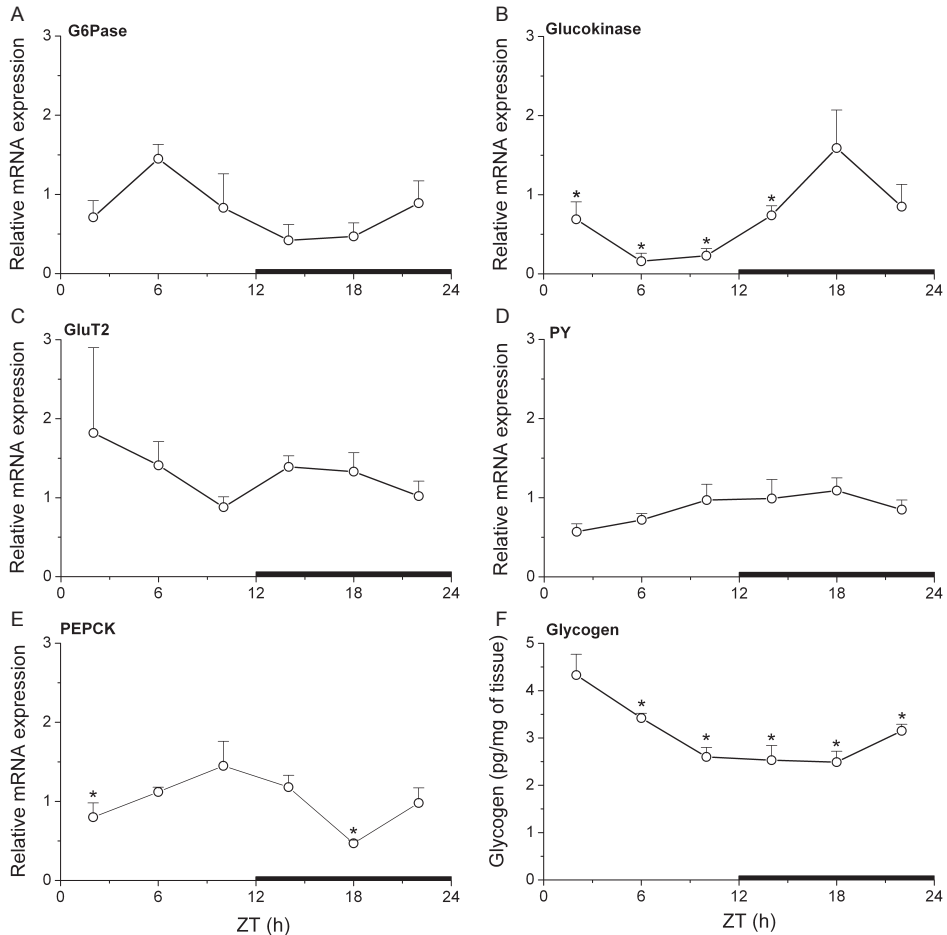 A
G6Pase
Relative mRNA expression
3
2
1
0
0 6 12 18 24
B
Glucokinase
Relative mRNA expression
3
2
1
0
* * * *
0 6 12 18 24
C
GluT2
Relative mRNA expression
3
2
1
0
0 6 12 18 24
D
PY
Relative mRNA expression
3
2
1
0
0 6 12 18 24
E
PEPCK
Relative mRNA expression
3
2
1
0
* *
0 6 12 18 24
ZT (h)
F
Glycogen
Glycogen (pg/mg of tissue)
5
4
3
2
1
0
* * * * *
0 6 12 18 24
ZT (h)